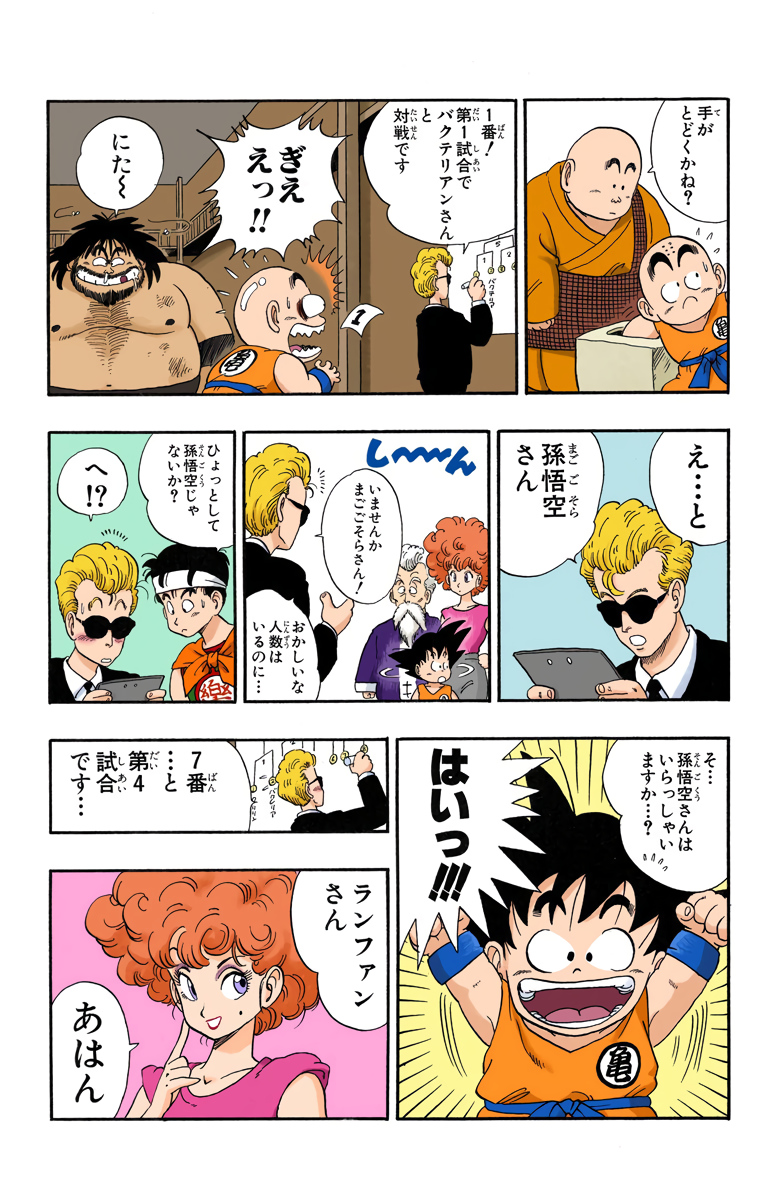 手が
とどくかね?
1番!
第1試合で
バクテリアンさん
と
対戦です
1
ぎええっ!!
にた〜
亀
え…と
孫悟空
さん
し〜〜〜ん
いませんか
まごごそらさん!
おかしいな
人数は
いるのに…
ひょっとして
孫悟空じゃ
ないか?
へ!?
樂
そ…
孫悟空さんは
いらっしゃい
ますか…?
はいっ!!!
亀
7番
…と
第4
試合
です…
バクテリア
ランファン
さん
あはん